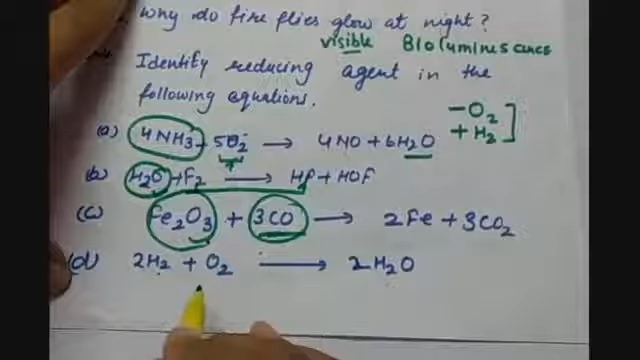 Why do fire flies glow at night?
visible Bioluminescence
Identify reducing agent in the
following equations.
-O₂
+H₂
(a) 4NH₃ + 5O₂ → 4NO + 6H₂O
(b) H₂O + F₂ → HF + HOF
(c) Fe₂O₃ + 3CO → 2Fe + 3CO₂
(d) 2H₂ + O₂ → 2H₂O